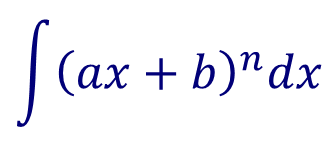 ∫(ax + b)ⁿdx